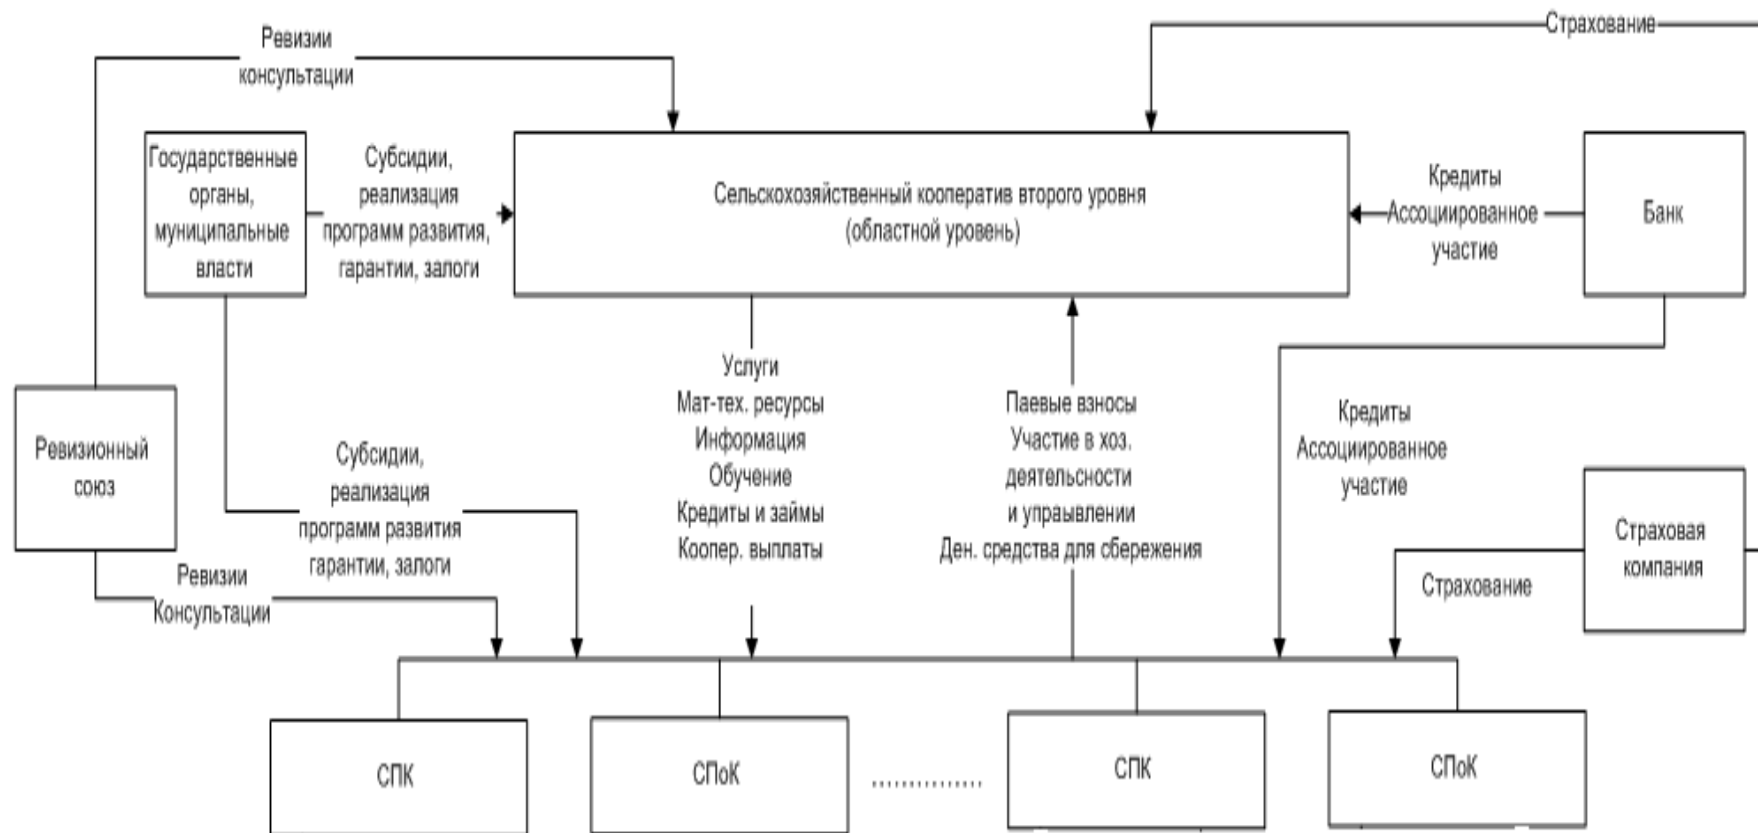 Ревизии
консультации
Страхование
Государственные
органы,
муниципальные
власти
Субсидии,
реализация
программ развития,
гарантии, залоги
Сельскохозяйственный кооператив второго уровня
(областной уровень)
Кредиты
Ассоциированное
участие
Банк
Услуги
Мат-тех. ресурсы
Информация
Обучение
Кредиты и займы
Коопер. выплаты
Паевые взносы
Участие в хоз.
деятельности
и упраывлении
Ден. средства для сбережения
Кредиты
Ассоциированное
участие
Ревизионный
союз
Субсидии,
реализация
программ развития
гарантии, залоги
Страховая
компания
Ревизии
Консультации
Страхование
СПК
СПоК
...............
СПК
СПоК